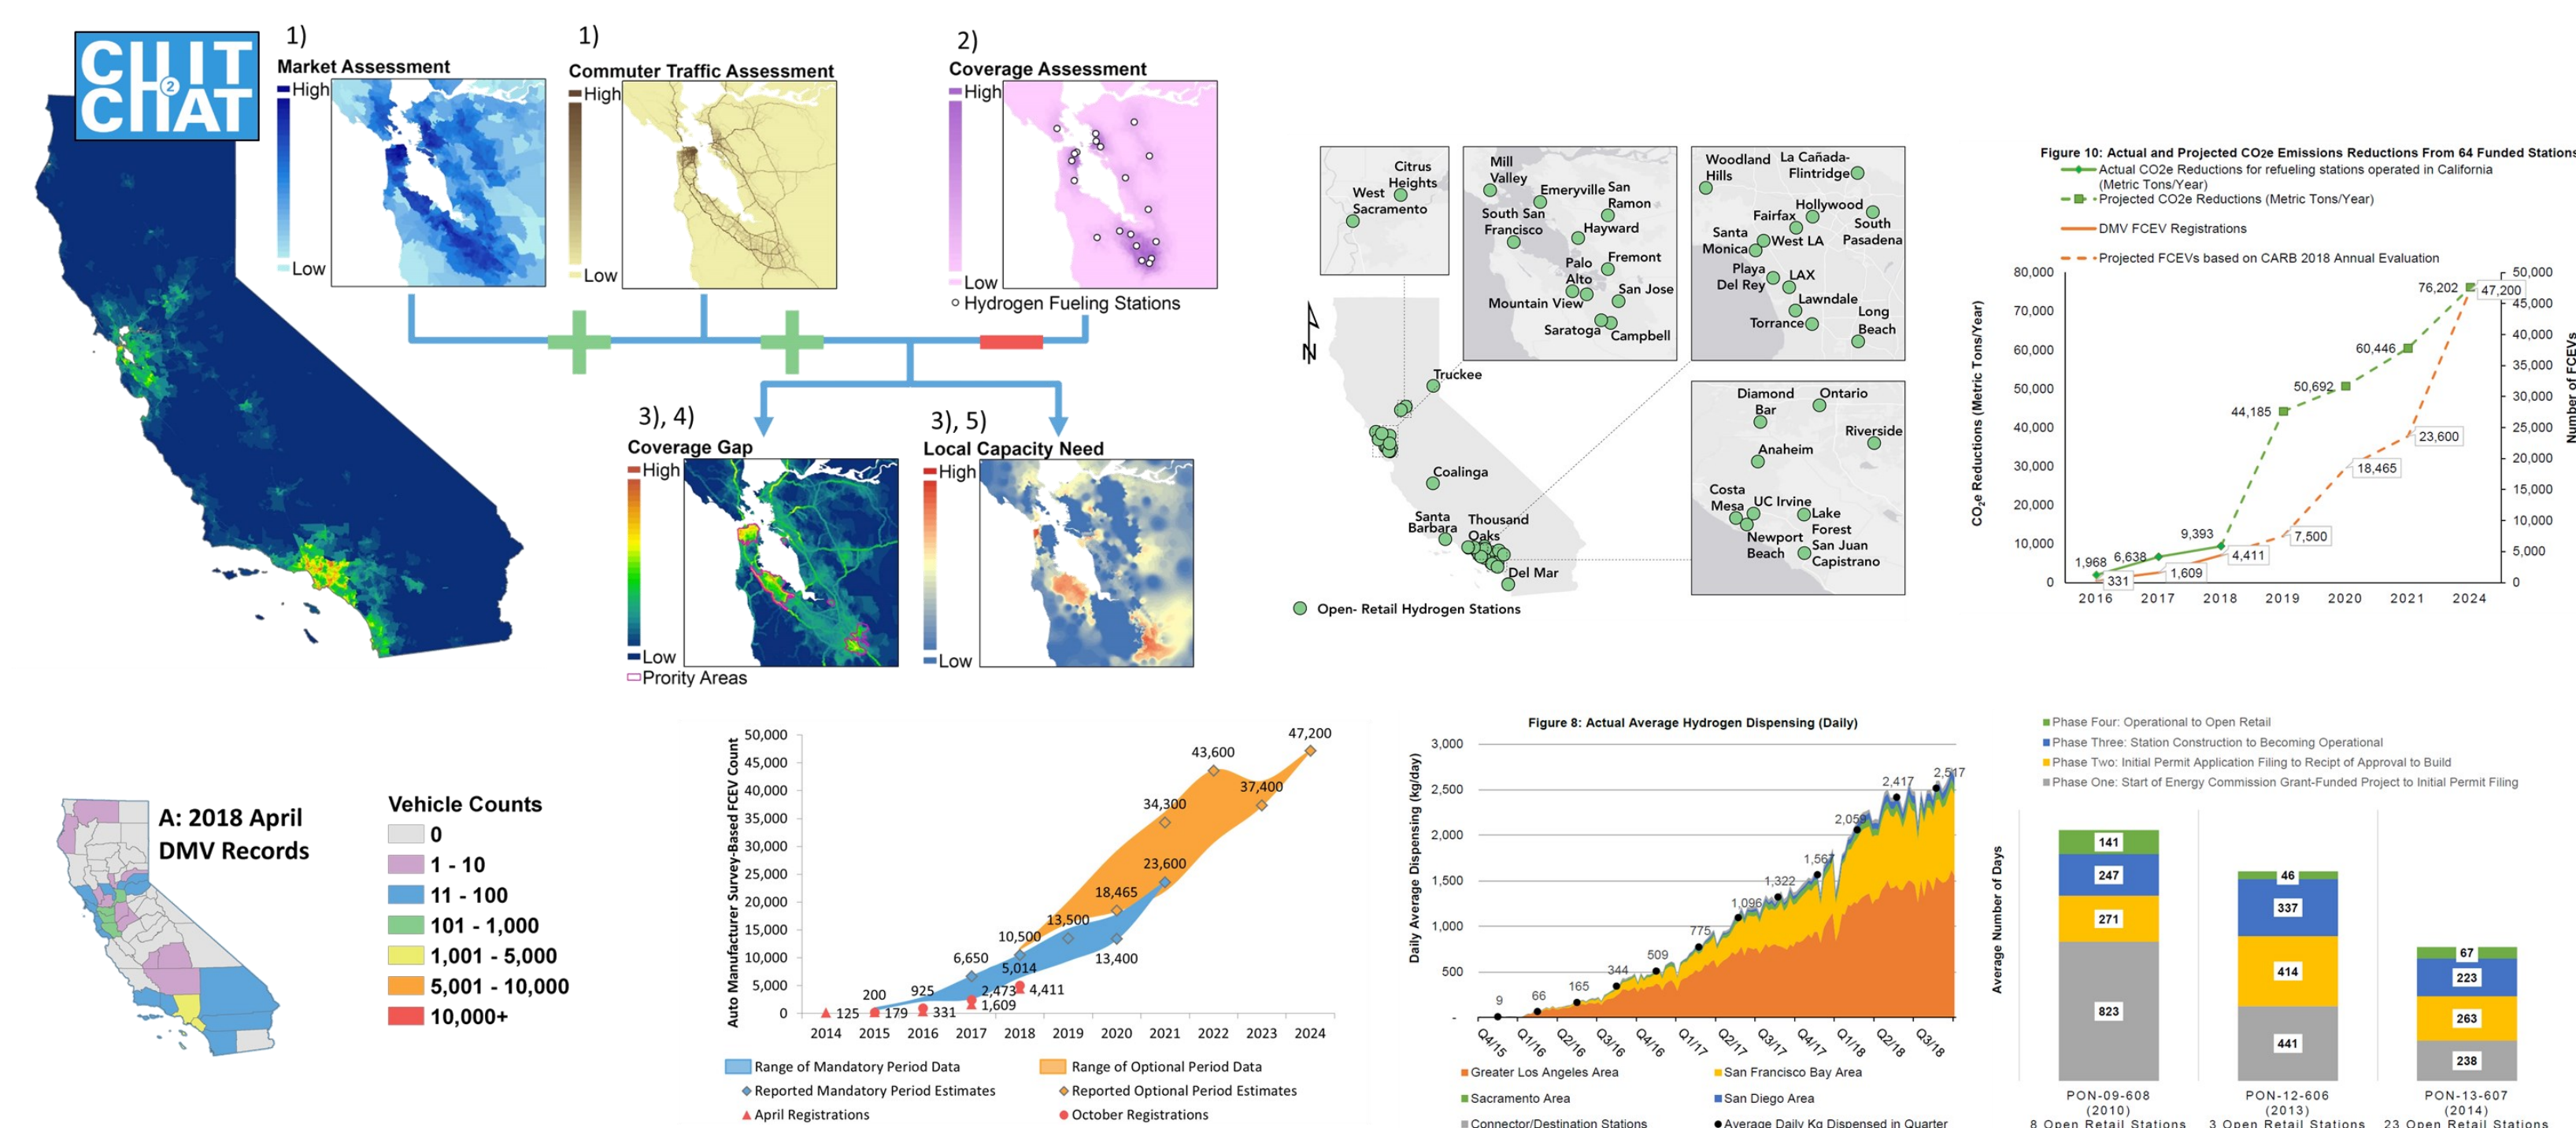 CH2IT
CHAT
1)
Market Assessment
High
Low
1)
Commuter Traffic Assessment
High
Low
2)
Coverage Assessment
High
Low
Hydrogen Fueling Stations
3), 4)
Coverage Gap
High
Low
Prority Areas
3), 5)
Local Capacity Need
High
Low
Citrus
Heights
West
Sacramento
Mill
Valley
Emeryville
San
Ramon
South San
Francisco
Hayward
Palo
Alto
Fremont
Mountain View
San Jose
Saratoga
Campbell
Woodland
Hills
La Cañada-
Flintridge
Hollywood
Fairfax
South
Pasadena
Santa
Monica
West LA
Playa
Del Rey
LAX
Lawndale
Torrance
Long
Beach
N
Truckee
Coalinga
Santa
Barbara
Thousand
Oaks
Del Mar
Diamond
Bar
Ontario
Riverside
Anaheim
Costa
Mesa
UC Irvine
Lake
Forest
Newport
Beach
San Juan
Capistrano
Open- Retail Hydrogen Stations
Figure 10: Actual and Projected CO2e Emissions Reductions From 64 Funded Stations
Actual CO2e Reductions for refueling stations operated in California
(Metric Tons/Year)
Projected CO2e Reductions (Metric Tons/Year)
DMV FCEV Registrations
Projected FCEVs based on CARB 2018 Annual Evaluation
CO2e Reductions (Metric Tons/Year)
80,000
70,000
60,000
50,000
40,000
30,000
20,000
10,000
0
1,968
6,638
9,393
44,185
50,692
60,446
76,202
331
1,609
4,411
7,500
18,465
23,600
47,200
50,000
45,000
40,000
35,000
30,000
25,000
20,000
15,000
10,000
5,000
0
Number of FCEVs
2016 2017 2018 2019 2020 2021 2024
A: 2018 April
DMV Records
Vehicle Counts
0
1 - 10
11 - 100
101 - 1,000
1,001 - 5,000
5,001 - 10,000
10,000+
Auto Manufacturer Survey-Based FCEV Count
50,000
45,000
40,000
35,000
30,000
25,000
20,000
15,000
10,000
5,000
0
125
200
179
925
331
6,650
2,473
1,609
10,500
5,014
4,411
13,500
18,465
13,400
34,300
23,600
43,600
37,400
47,200
2014 2015 2016 2017 2018 2019 2020 2021 2022 2023 2024
Range of Mandatory Period Data
Range of Optional Period Data
Reported Mandatory Period Estimates
Reported Optional Period Estimates
April Registrations
October Registrations
Figure 8: Actual Average Hydrogen Dispensing (Daily)
Daily Average Dispensing (kg/day)
3,000
2,500
2,000
1,500
1,000
500
-
9
66
165
344
509
775
1,096
1,322
1,567
2,059
2,417
2,517
Q4/15 Q1/16 Q2/16 Q3/16 Q4/16 Q1/17 Q2/17 Q3/17 Q4/17 Q1/18 Q2/18 Q3/18
Greater Los Angeles Area
San Francisco Bay Area
Sacramento Area
San Diego Area
Connector/Destination Stations
Average Daily Kg Dispensed in Quarter
Phase Four: Operational to Open Retail
Phase Three: Station Construction to Becoming Operational
Phase Two: Initial Permit Application Filing to Recipt of Approval to Build
Phase One: Start of Energy Commission Grant-Funded Project to Initial Permit Filing
Average Number of Days
141
247
271
823
46
337
414
441
67
223
263
238
PON-09-608
(2010)
8 Open Retail Stations
PON-12-606
(2013)
3 Open Retail Stations
PON-13-607
(2014)
23 Open Retail Stations